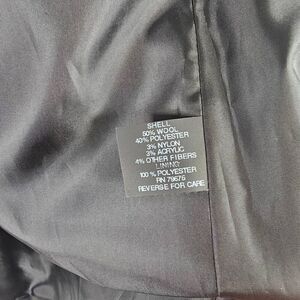 SHELL
50% WOOL
40% POLYESTER
3% NYLON
3% ACRYLIC
4% OTHER FIBERS
LINING
100% POLYESTER
RN 79676
REVERSE FOR CARE